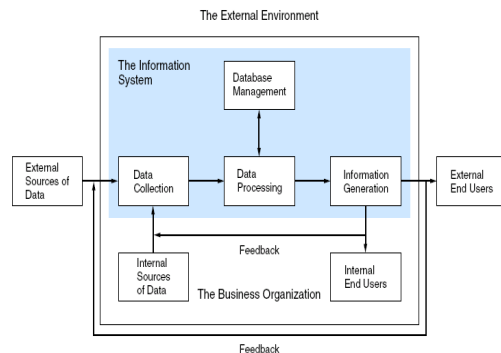 The External Environment
The Information
System
Database
Management
External
Sources of
Data
Data
Collection
Data
Processing
Information
Generation
External
End Users
Feedback
Internal
Sources
of Data
Internal
End Users
The Business Organization
Feedback